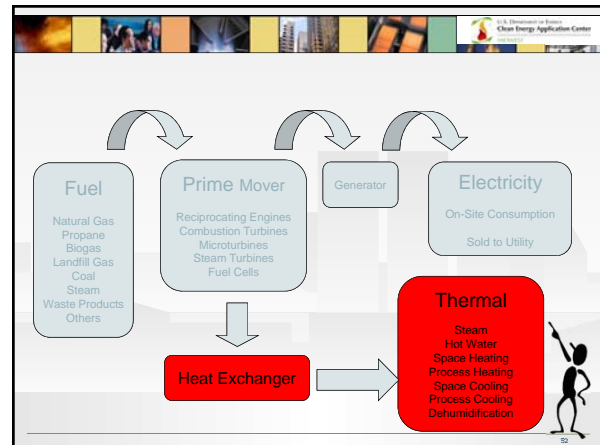 U.S. Department of Energy
Clean Energy Application Center
MIDWEST
Fuel
Natural Gas
Propane
Biogas
Landfill Gas
Coal
Steam
Waste Products
Others
Prime Mover
Reciprocating Engines
Combustion Turbines
Microturbines
Steam Turbines
Fuel Cells
Generator
Electricity
On-Site Consumption
Sold to Utility
Heat Exchanger
Thermal
Steam
Hot Water
Space Heating
Process Heating
Space Cooling
Process Cooling
Dehumidification
52